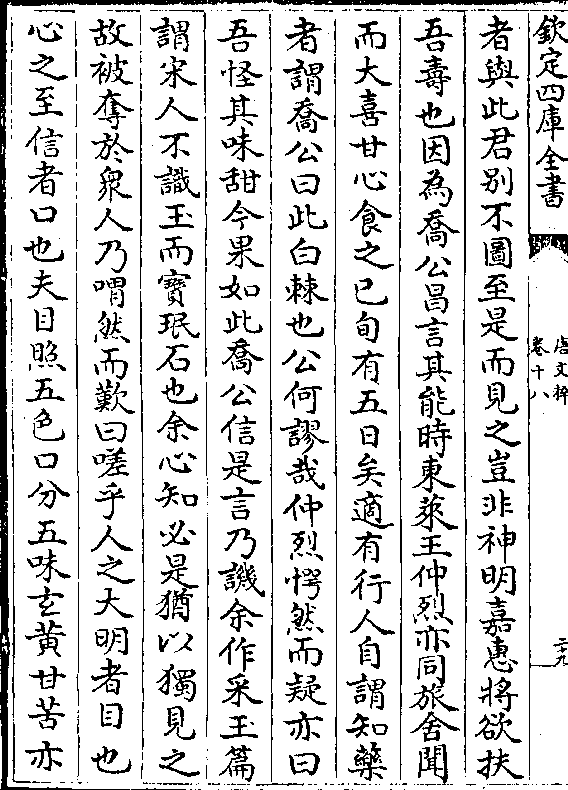 欽定四庫全書
唐文粹
卷十八
二十九
者與此君别不圖至是而見之豈非神明嘉惠將欲扶
吾壽也因為喬公昌言其能時東萊王仲烈亦同旅舍聞
而大喜甘心食之已旬有五日矣適有行人自謂知藥
者謂喬公曰此白棘也公何謬哉仲烈愕然而疑亦曰
吾怪其味甜今果如此喬公信是言乃譏余作采玉篇
謂宋人不識玉而寳珉石也余心知必是猶以獨見之
故被奪於衆人乃喟然而歎曰嗟乎人之大明者目也
心之至信者口也夫目照五色口分五味玄黄甘苦亦